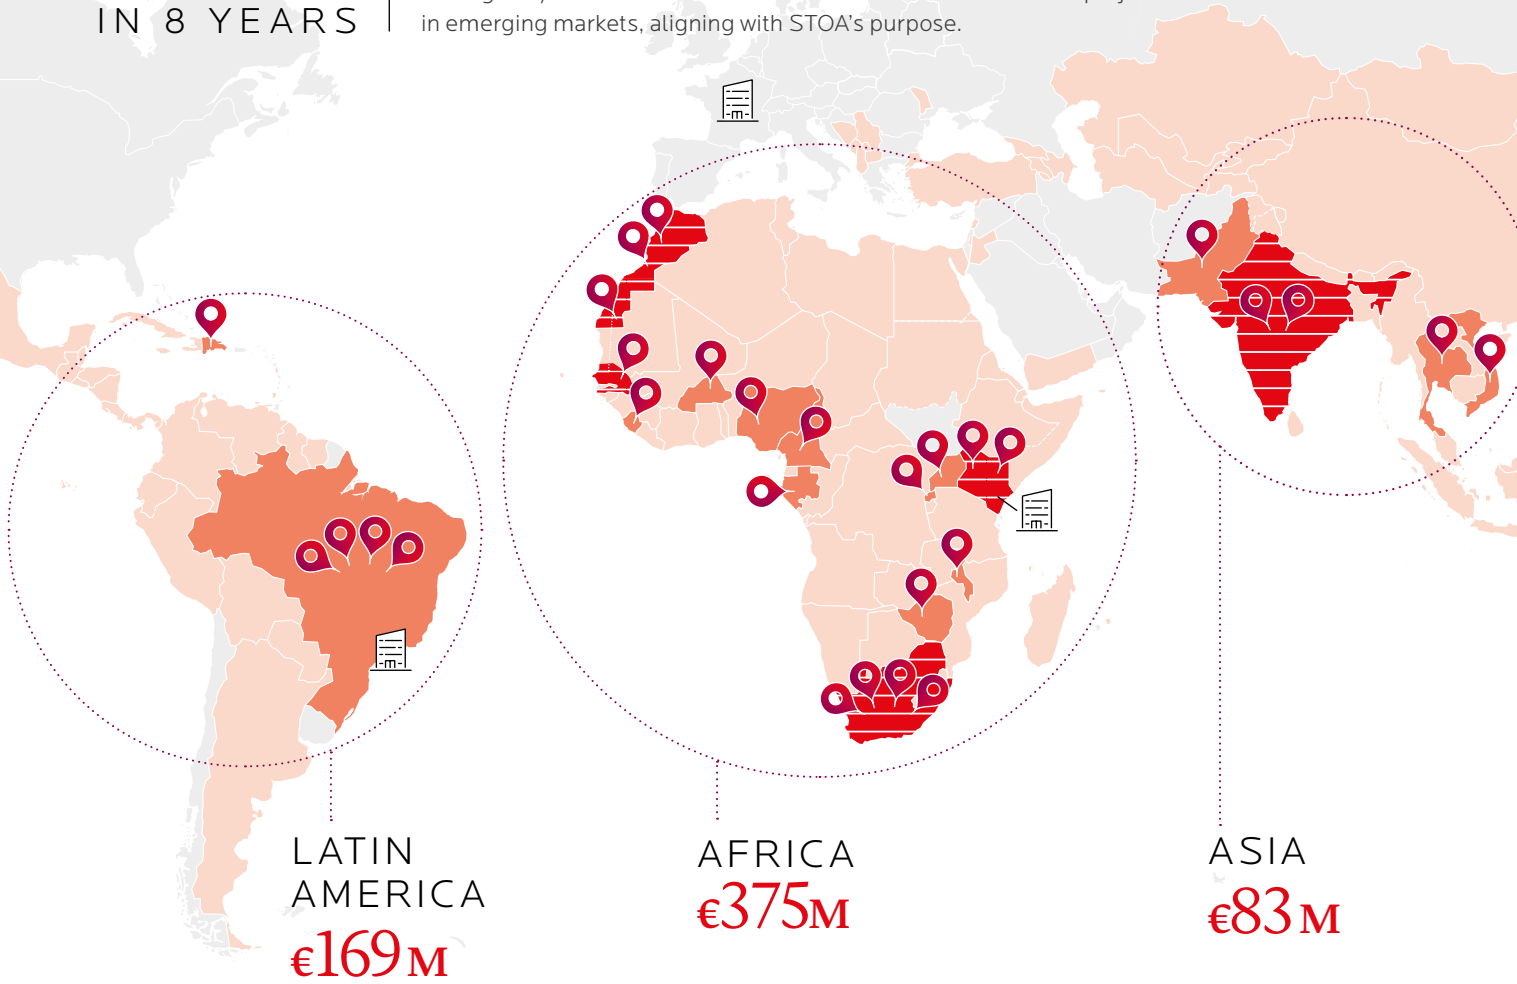 IN 8 YEARS
in emerging markets, aligning with STOA’s purpose.
LATIN
AMERICA
€169M
AFRICA
€375M
ASIA
€83M